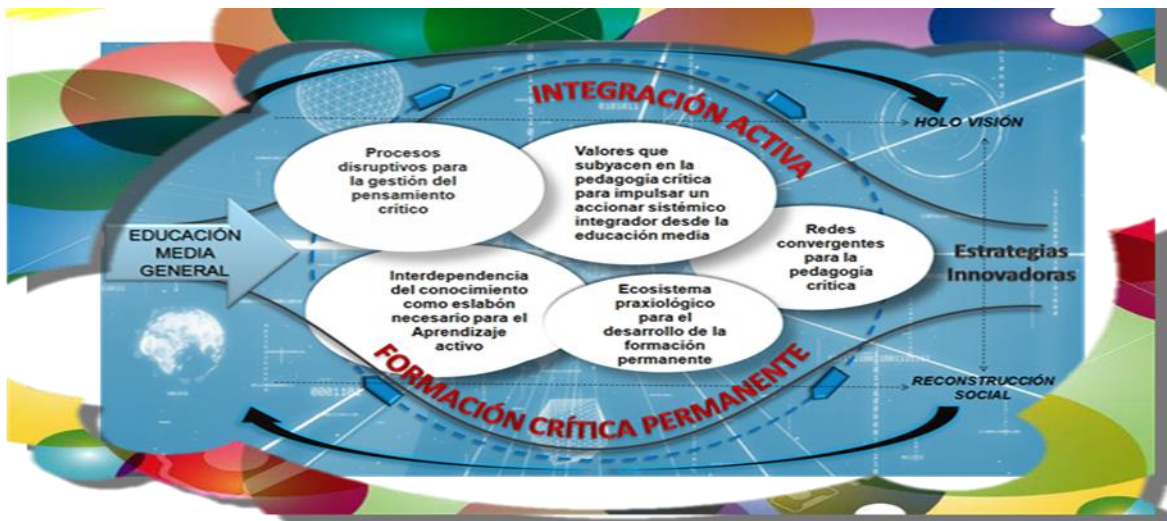 INTEGRACIÓN ACTIVA
HOLO VISIÓN
Procesos
disruptivos para
la gestión del
pensamiento
crítico
Valores que
subyacen en la
pedagogía critica
para impulsar un
accionar sistémico
integrador desde la
educación media
EDUCACIÓN
MEDIA
GENERAL
Redes
convergentes
para la
pedagogía
crítica
Estrategias
Innovadoras
Interdependencia
del conocimiento
como eslabón
necesario para el
Aprendizaje
activo
Ecosistema
praxiológico
para el
desarrollo de la
formación
permanente
FORMACIÓN CRÍTICA PERMANENTE
RECONSTRUCCIÓN
SOCIAL